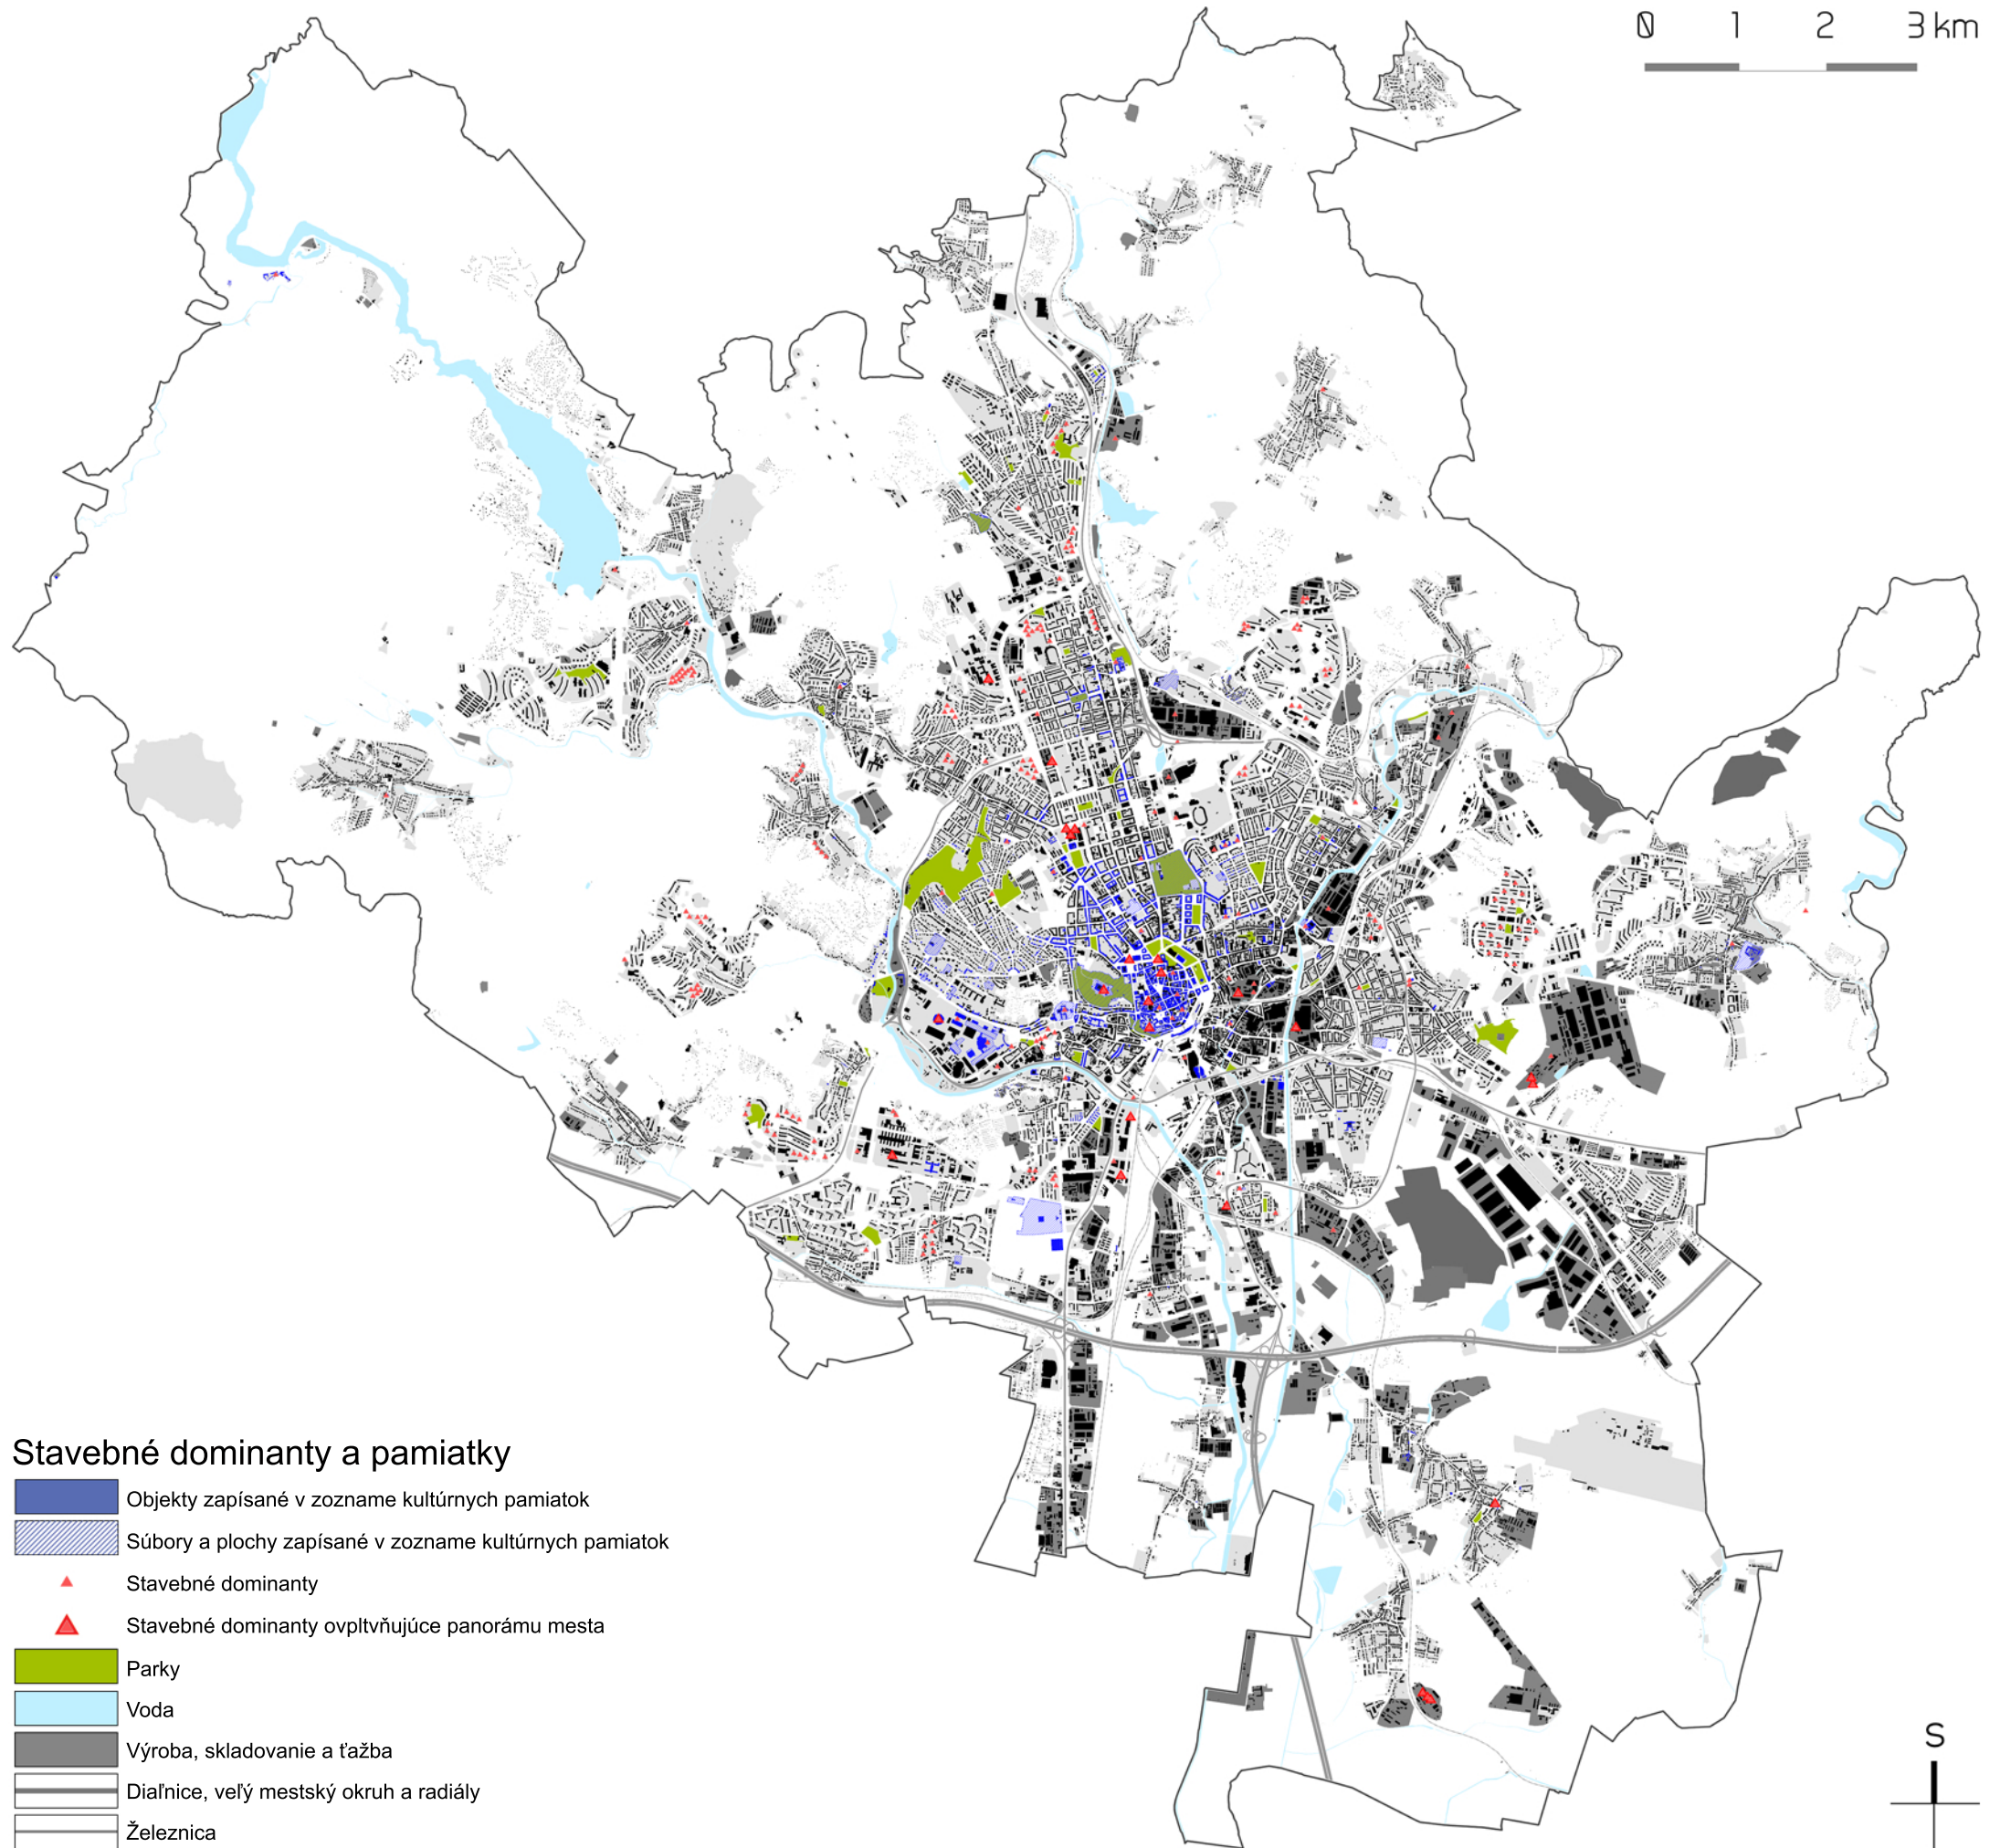 0 1 2 3 km
Stavebné dominanty a pamiatky
Objekty zapísané v zozname kultúrnych pamiatok
Súbory a plochy zapísané v zozname kultúrnych pamiatok
Stavebné dominanty
Stavebné dominanty ovpltvňujúce panorámu mesta
Parky
Voda
Výroba, skladovanie a ťažba
Diaľnice, veľý mestský okruh a radiály
Železnica
S